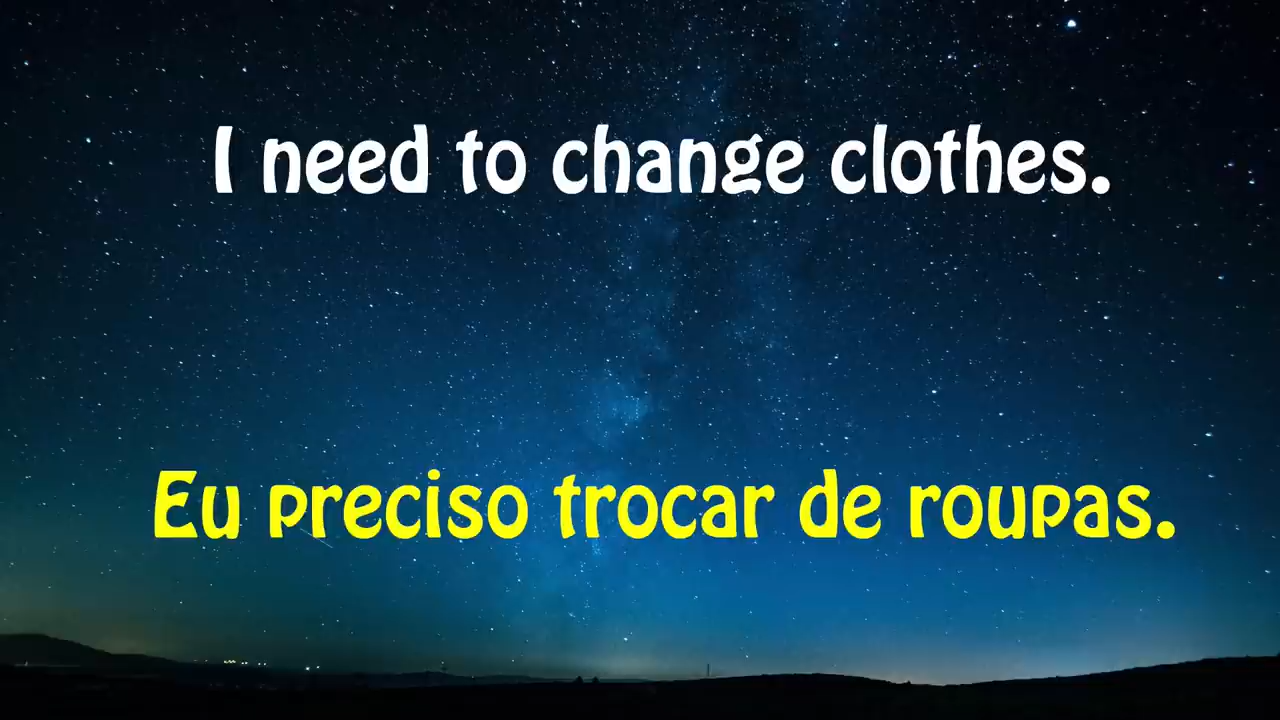 I need to change clothes.
Eu preciso trocar de roupas.